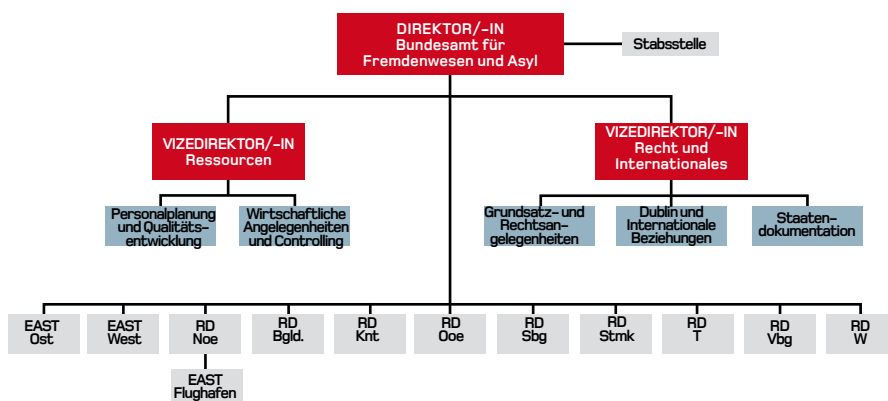 DIREKTOR/-IN
Bundesamt für
Fremdenwesen und Asyl
Stabsstelle
VIZEDIREKTOR/-IN
Ressourcen
VIZEDIREKTOR/-IN
Recht und
Internationales
Personalplanung
und Qualitäts-
entwicklung
Wirtschaftliche
Angelegenheiten
und Controlling
Grundsatz- und
Rechtsan-
gelegenheiten
Dublin und
Internationale
Beziehungen
Staaten-
dokumentation
EAST
Ost
EAST
West
RD
Noe
RD
Bgld.
RD
Knt
RD
Ooe
RD
Sbg
RD
Stmk
RD
T
RD
Vbg
RD
W
EAST
Flughafen